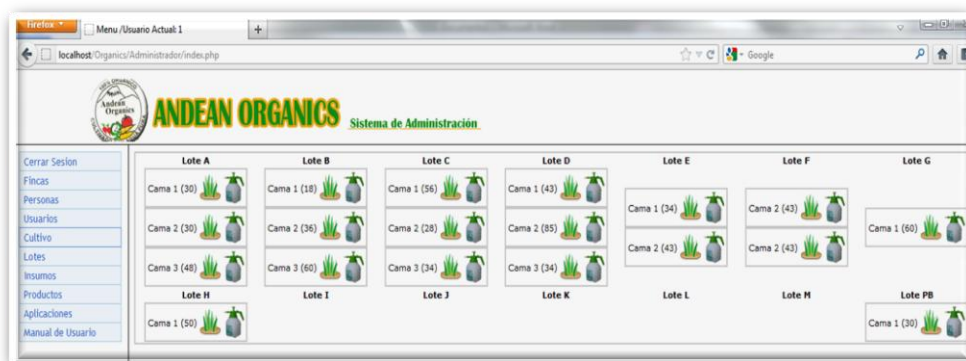 Firefox
Menu /Usuario Actual: 1
+
localhost/Organics/Administrador/index.php
Google
Andean Organics
ANDEAN ORGANICS Sistema de Administración
Cerrar Sesion
Fincas
Personas
Usuarios
Cultivo
Lotes
Insumos
Productos
Aplicaciones
Manual de Usuario
Lote A Lote B Lote C Lote D Lote E Lote F Lote G
Cama 1 (30) Cama 1 (18) Cama 1 (56) Cama 1 (43)
Cama 1 (34) Cama 2 (43)
Cama 2 (30) Cama 2 (36) Cama 2 (28) Cama 2 (85) Cama 1 (60)
Cama 2 (43) Cama 2 (43)
Cama 3 (48) Cama 3 (60) Cama 3 (34) Cama 3 (34)
Lote H Lote I Lote J Lote K Lote L Lote M Lote PB
Cama 1 (50) Cama 1 (30)